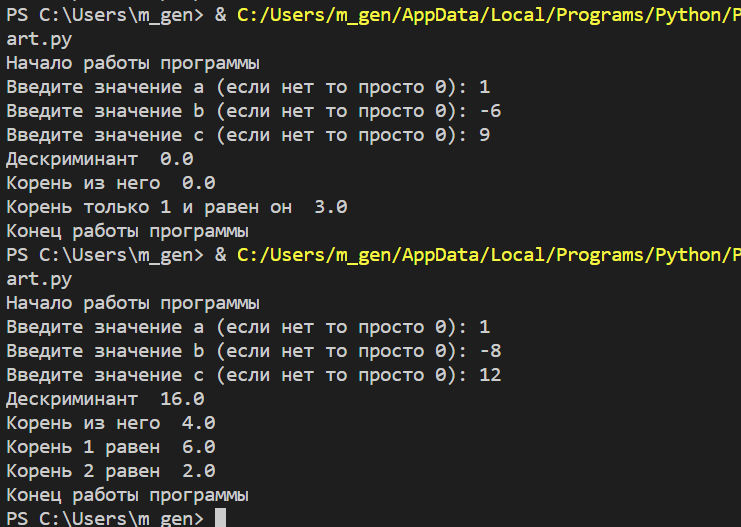 PS C:\Users\m_gen> & C:/Users/m_gen/AppData/Local/Programs/Python/P
art.py
Начало работы программы
Введите значение a (если нет то просто 0): 1
Введите значение b (если нет то просто 0): -6
Введите значение c (если нет то просто 0): 9
Дескриминант  0.0
Корень из него  0.0
Корень только 1 и равен он  3.0
Конец работы программы
PS C:\Users\m_gen> & C:/Users/m_gen/AppData/Local/Programs/Python/P
art.py
Начало работы программы
Введите значение a (если нет то просто 0): 1
Введите значение b (если нет то просто 0): -8
Введите значение c (если нет то просто 0): 12
Дескриминант  16.0
Корень из него  4.0
Корень 1 равен  6.0
Корень 2 равен  2.0
Конец работы программы
PS C:\Users\m_gen>